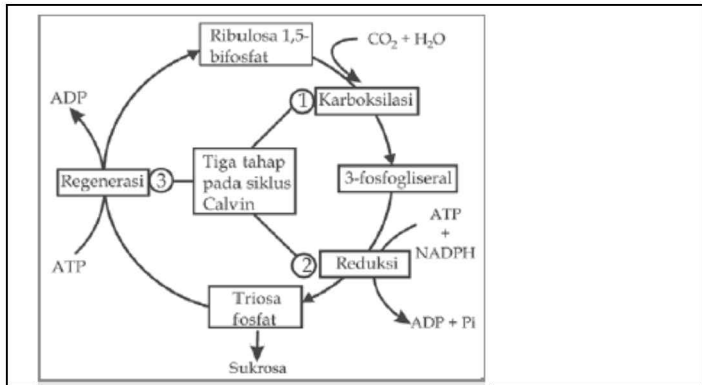 Ribulosa 1,5-
bifosfat
CO₂ + H₂O
ADP
1
Karboksilasi
Tiga tahap
pada siklus
Calvin
Regenerasi
3
3-fosfogliseral
ATP
+
NADPH
ATP
2
Reduksi
Triosa
fosfat
ADP + Pi
Sukrosa